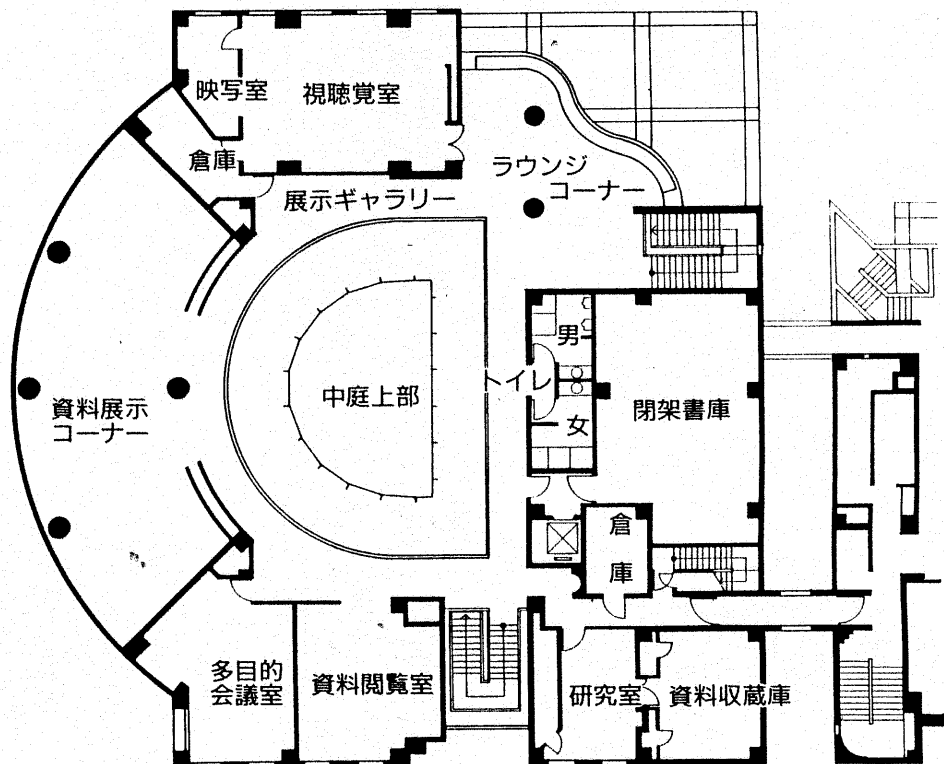 映写室
視聴覚室
倉庫
展示ギャラリー
ラウンジ
コーナー
男
トイレ
女
中庭上部
閉架書庫
資料展示
コーナー
倉
庫
多目的
会議室
資料閲覧室
研究室
資料収蔵庫